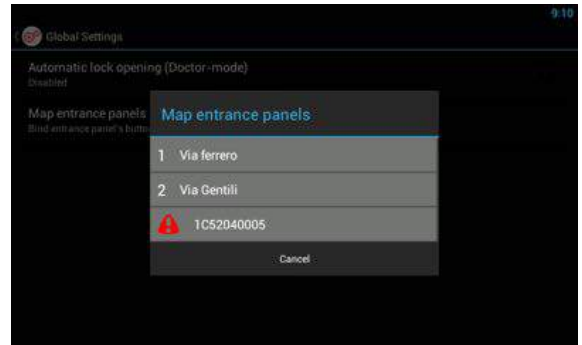 9:10
Global Settings
Automatic lock opening (Doctor-mode)
Disabled
Map entrance panels
Bind entrance panel's butto
Map entrance panels
1 Via ferrero
2 Via Gentili
1C52040005
Cancel